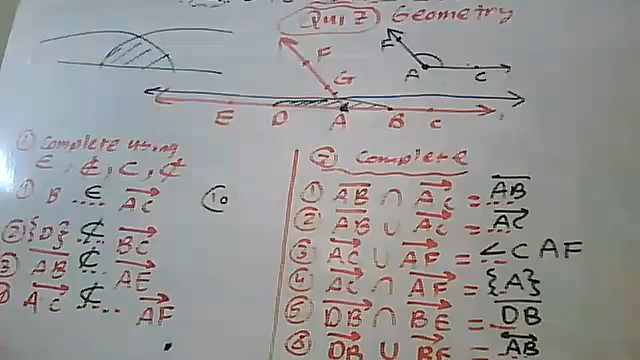 Quiz Geometry
F
G
F
A
C
E D A B C
① Complete using
∈, ∉, ⊂, ⊄
① B ∈ AC
② {D} ⊄ BC
③ AB ⊄ AE
④ AC ⊄ AF
10
② Complete
① AB ∩ AC = AB
② AB ∪ AC = AC
③ AC ∪ AF = ∠CAF
④ AC ∩ AF = {A}
⑤ DB ∩ BE = DB
⑥ DB ∪ BE = AB